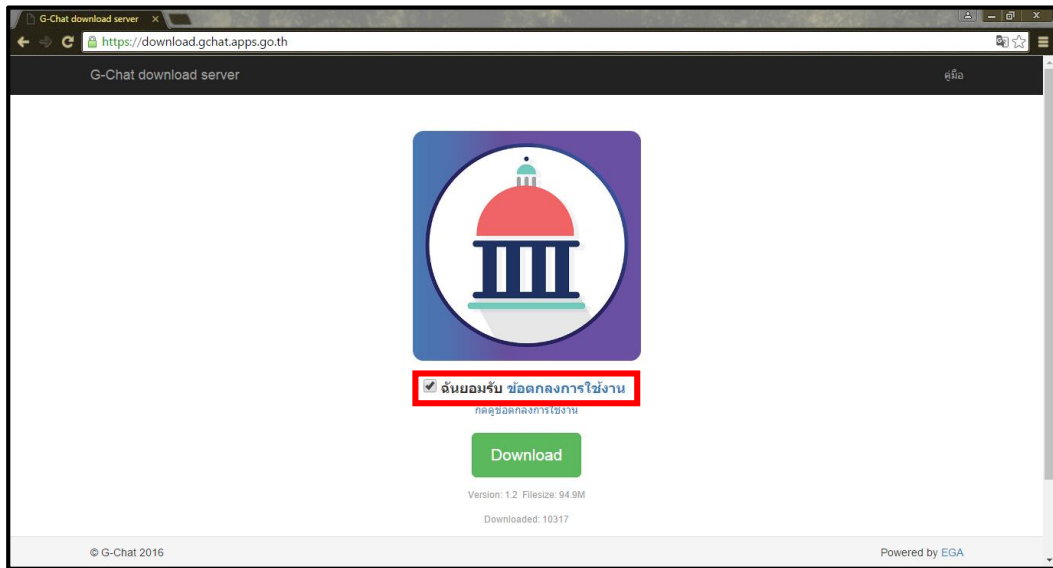 G-Chat download server
https://download.gchat.apps.go.th
G-Chat download server
คู่มือ
ฉันยอมรับ ข้อตกลงการใช้งาน
กดดูข้อตกลงการใช้งาน
Download
Version: 1.2 Filesize: 94.9M
Downloaded: 10317
© G-Chat 2016
Powered by EGA